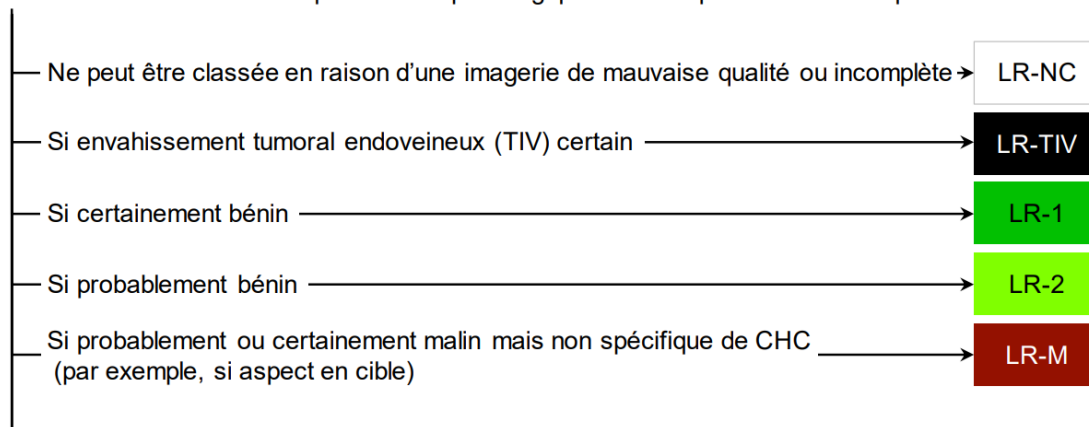 Ne peut être classée en raison d’une imagerie de mauvaise qualité ou incomplète LR-NC
Si envahissement tumoral endoveineux (TIV) certain LR-TIV
Si certainement bénin LR-1
Si probablement bénin LR-2
Si probablement ou certainement malin mais non spécifique de CHC
(par exemple, si aspect en cible) LR-M